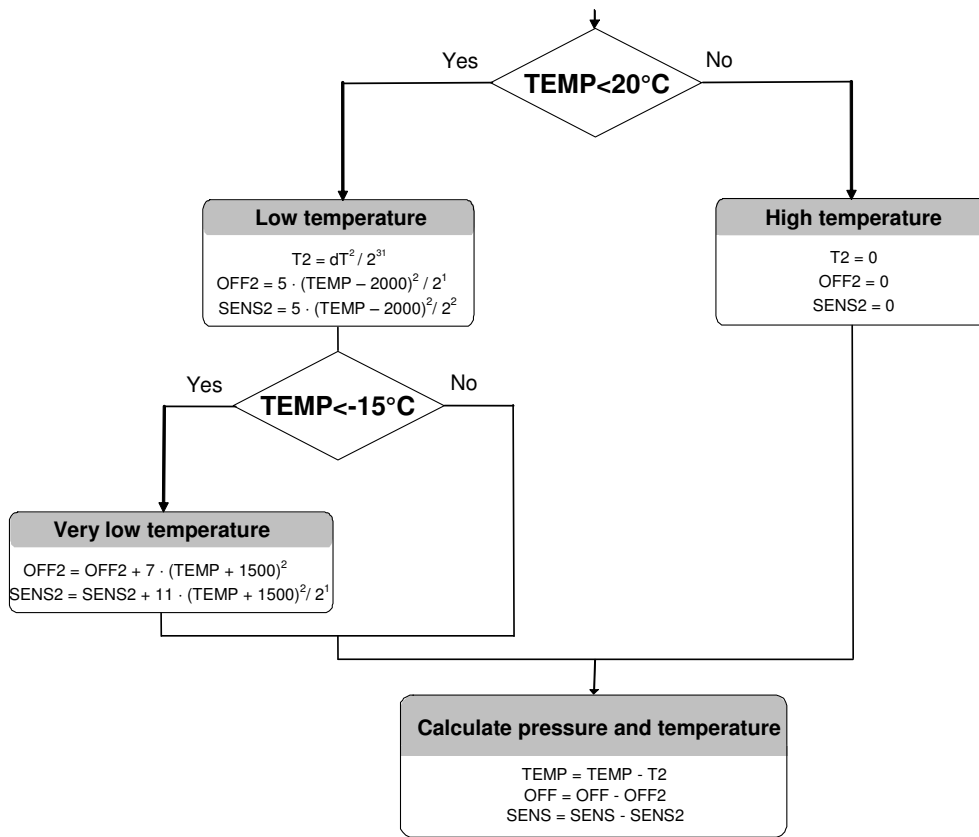 Yes
No
TEMP<20°C
Low temperature
T2 = dT² / 2³¹
OFF2 = 5 · (TEMP – 2000)² / 2¹
SENS2 = 5 · (TEMP – 2000)²/ 2²
High temperature
T2 = 0
OFF2 = 0
SENS2 = 0
Yes
No
TEMP<-15°C
Very low temperature
OFF2 = OFF2 + 7 · (TEMP + 1500)²
SENS2 = SENS2 + 11 · (TEMP + 1500)²/ 2¹
Calculate pressure and temperature
TEMP = TEMP - T2
OFF = OFF - OFF2
SENS = SENS - SENS2